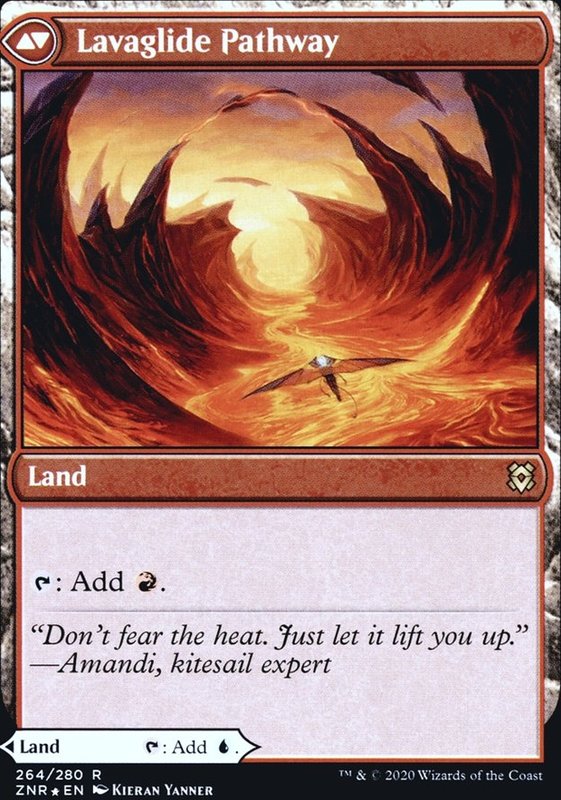 Lavaglide Pathway
Land
: Add .
“Don’t fear the heat. Just let it lift you up.”
—Amandi, kitesail expert
Land : Add .
264/280 R
ZNR★EN KIERAN YANNER
™ & © 2020 Wizards of the Coast